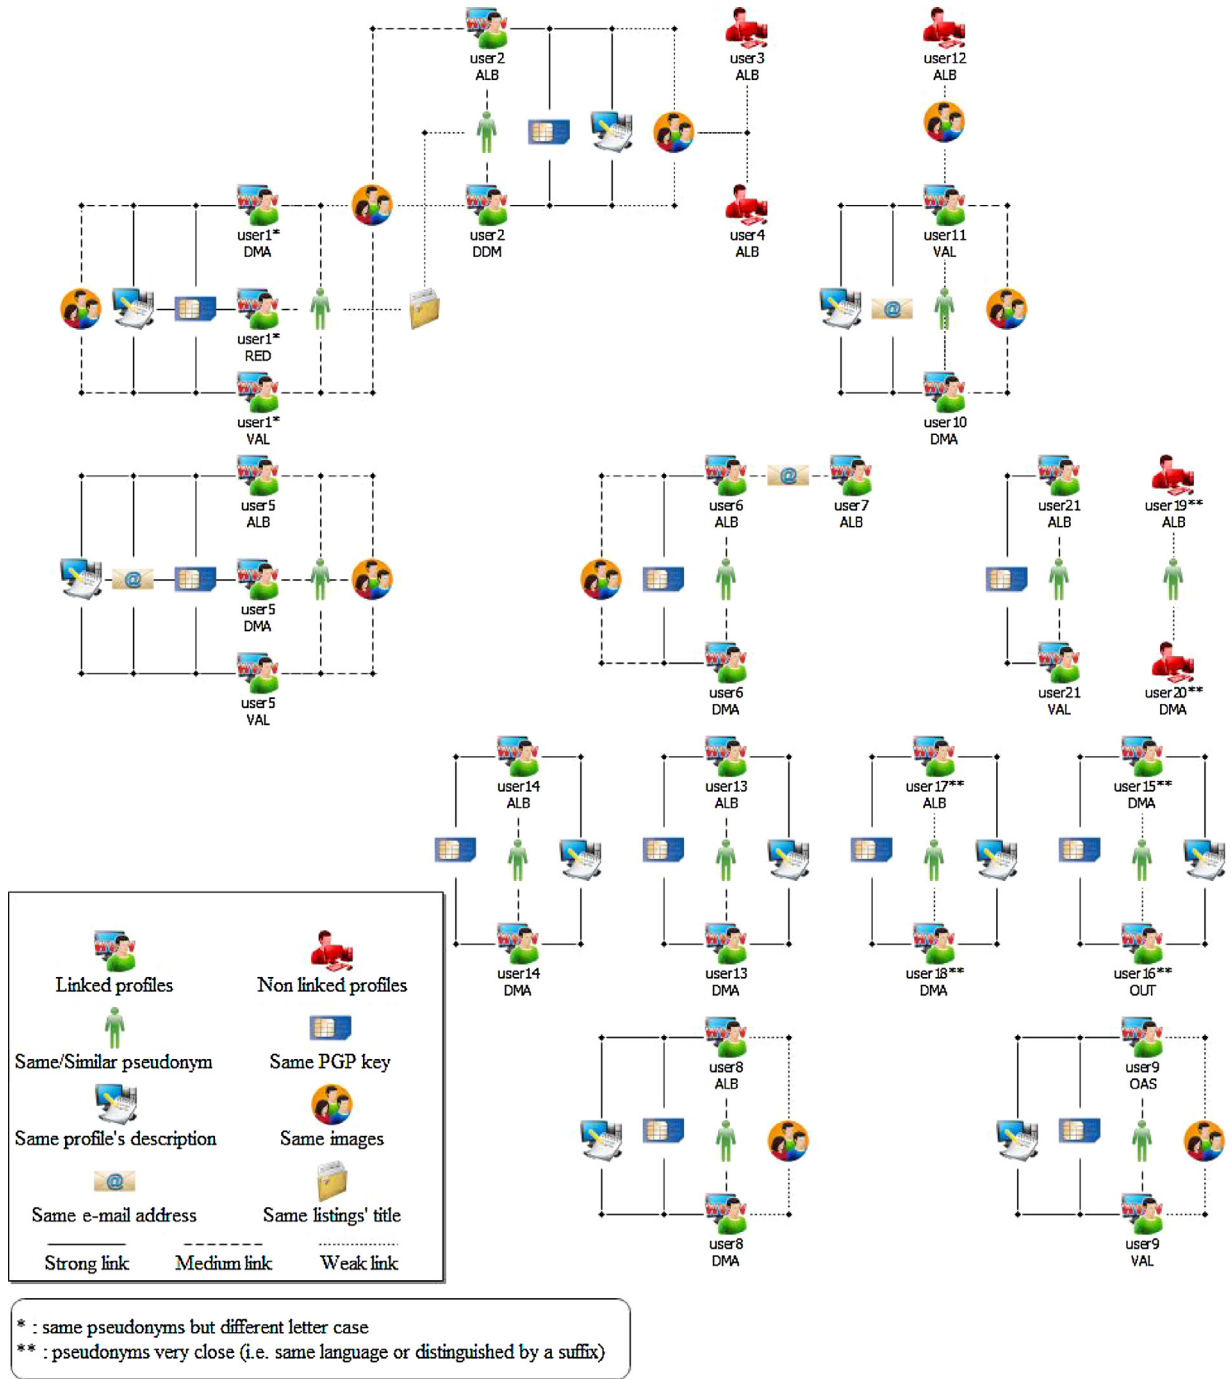 user2
ALB
user3
ALB
user12
ALB
user1*
DMA
user2
DDM
user4
ALB
user11
VAL
user1*
RED
user1*
VAL
user10
DMA
user5
ALB
user6
ALB
user7
ALB
user21
ALB
user19**
ALB
user5
DMA
user5
VAL
user6
DMA
user21
VAL
user20**
DMA
user14
ALB
user13
ALB
user17**
ALB
user15**
DMA
user14
DMA
user13
DMA
user18**
DMA
user16**
OUT
user8
ALB
user9
OAS
user8
DMA
user9
VAL
Linked profiles
Non linked profiles
Same/Similar pseudonym
Same PGP key
Same profile's description
Same images
Same e-mail address
Same listings' title
Strong link
Medium link
Weak link
* : same pseudonyms but different letter case
** : pseudonyms very close (i.e. same language or distinguished by a suffix)